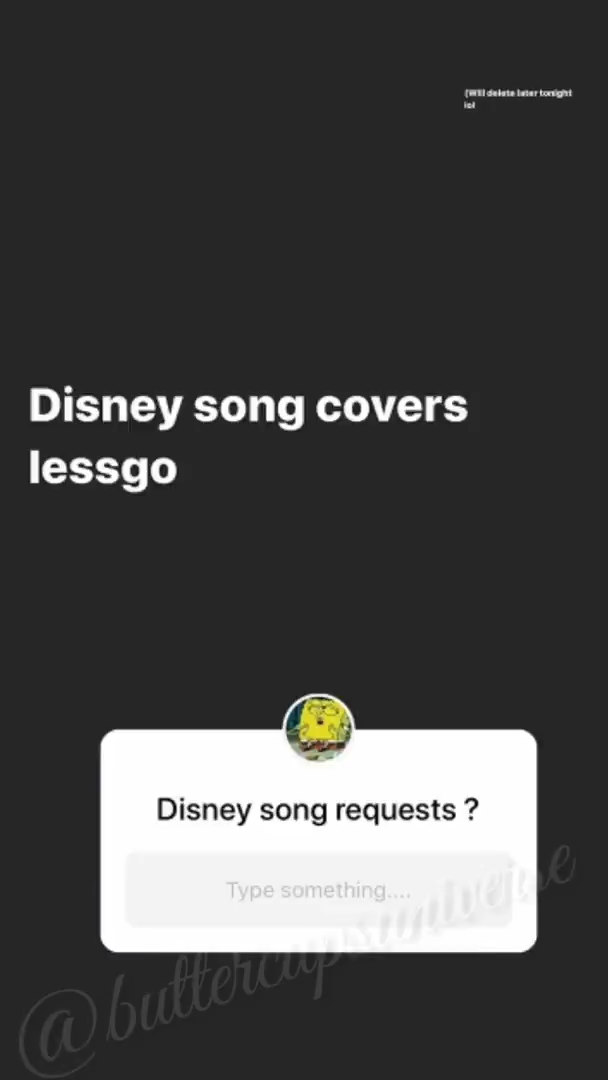 (Will delete later tonight
lol
Disney song covers
lessgo
Disney song requests ?
Type something....
@buttercupsuniverse